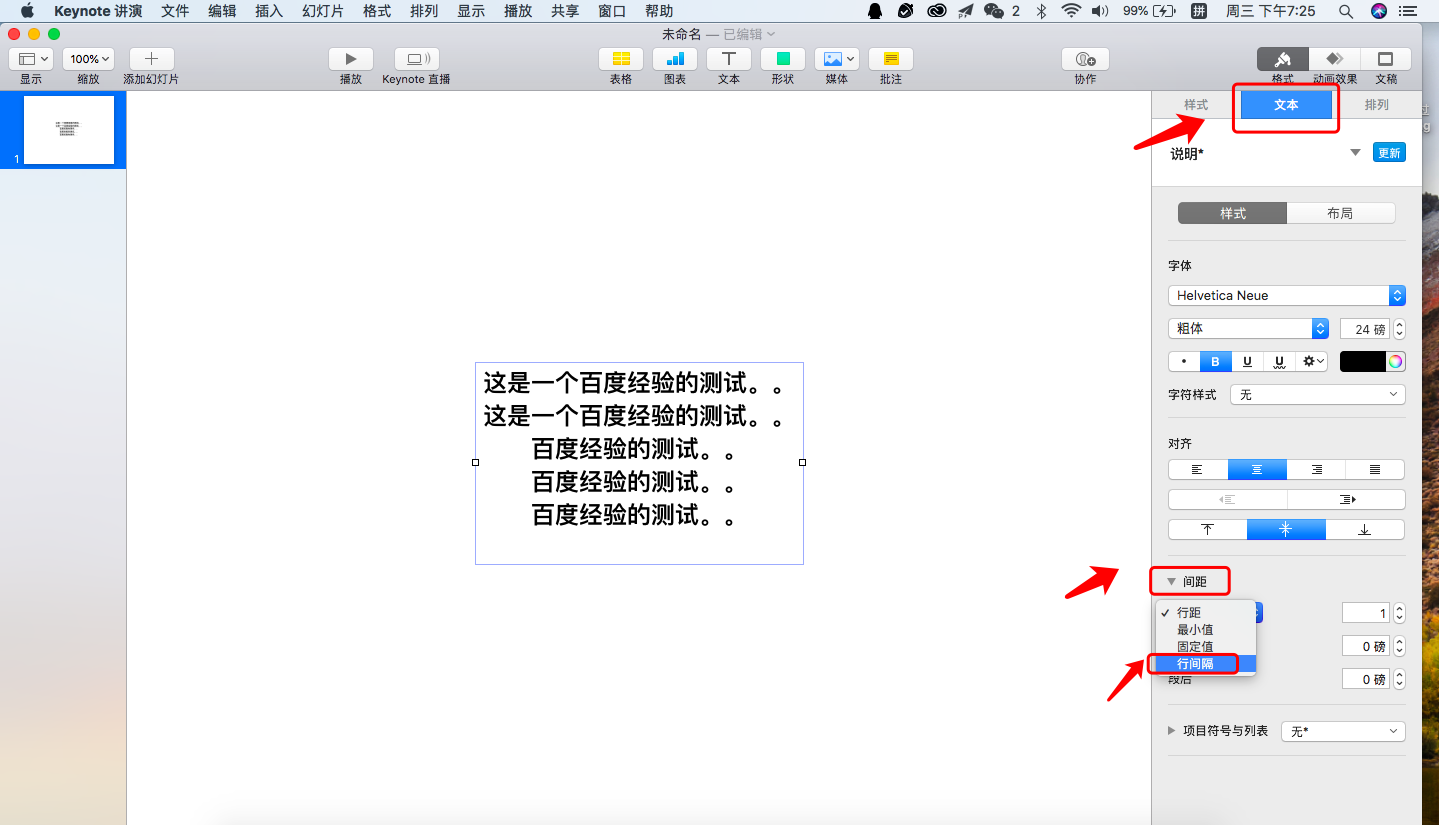 Keynote 讲演 文件 编辑 插入 幻灯片 格式 排列 显示 播放 共享 窗口 帮助 2 99% 拼 周三 下午7:25
未命名 — 已编辑
100%
显示 缩放 添加幻灯片 播放 Keynote 直播 表格 图表 文本 形状 媒体 批注 协作 格式 动画效果 文稿
样式 文本 排列
说明* 更新
样式 布局
字体
Helvetica Neue
粗体 24 磅
B U U
字符样式 无
对齐
间距
行距 1
最小值
固定值 0 磅
行间隔
段后 0 磅
项目符号与列表 无*
1
这是一个百度经验的测试。。
这是一个百度经验的测试。。
百度经验的测试。。
百度经验的测试。。
百度经验的测试。。